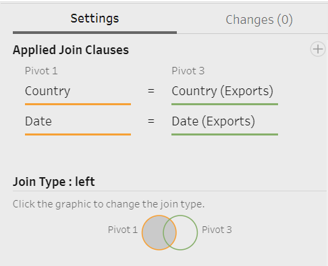 Settings Changes (0)
Applied Join Clauses +
Pivot 1 Pivot 3
Country = Country (Exports)
Date = Date (Exports)
Join Type : left
Click the graphic to change the join type.
Pivot 1 Pivot 3